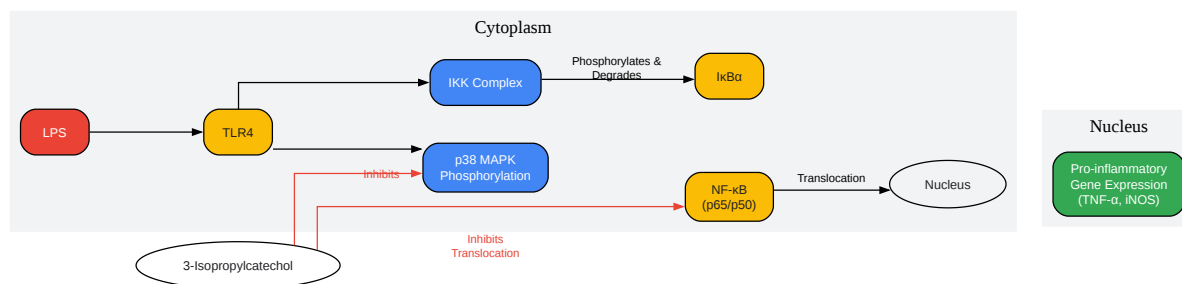 Cytoplasm
IKK Complex
Phosphorylates &
Degrades
IκBα
LPS
TLR4
p38 MAPK
Phosphorylation
Inhibits
NF-κB
(p65/p50)
Translocation
Nucleus
Inhibits
Translocation
3-Isopropylcatechol
Nucleus
Pro-inflammatory
Gene Expression
(TNF-α, iNOS)